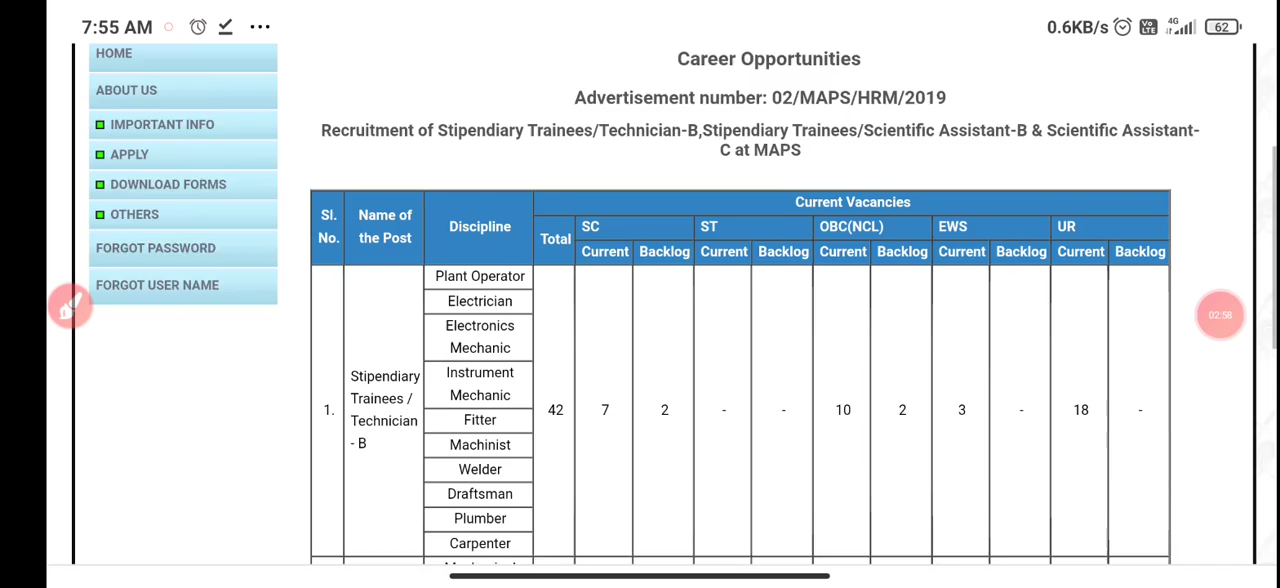 7:55 AM
0.6KB/s Vo LTE 4G 62
HOME
ABOUT US
IMPORTANT INFO
APPLY
DOWNLOAD FORMS
OTHERS
FORGOT PASSWORD
FORGOT USER NAME
Career Opportunities
Advertisement number: 02/MAPS/HRM/2019
Recruitment of Stipendiary Trainees/Technician-B,Stipendiary Trainees/Scientific Assistant-B & Scientific Assistant-
C at MAPS
Sl. No. Name of the Post Discipline Current Vacancies
Total SC ST OBC(NCL) EWS UR
Current Backlog Current Backlog Current Backlog Current Backlog Current Backlog
1. Stipendiary Trainees / Technician - B
Plant Operator
Electrician
Electronics
Mechanic
Instrument
Mechanic
Fitter
Machinist
Welder
Draftsman
Plumber
Carpenter
42 7 2 - - 10 2 3 - 18 -
02:58